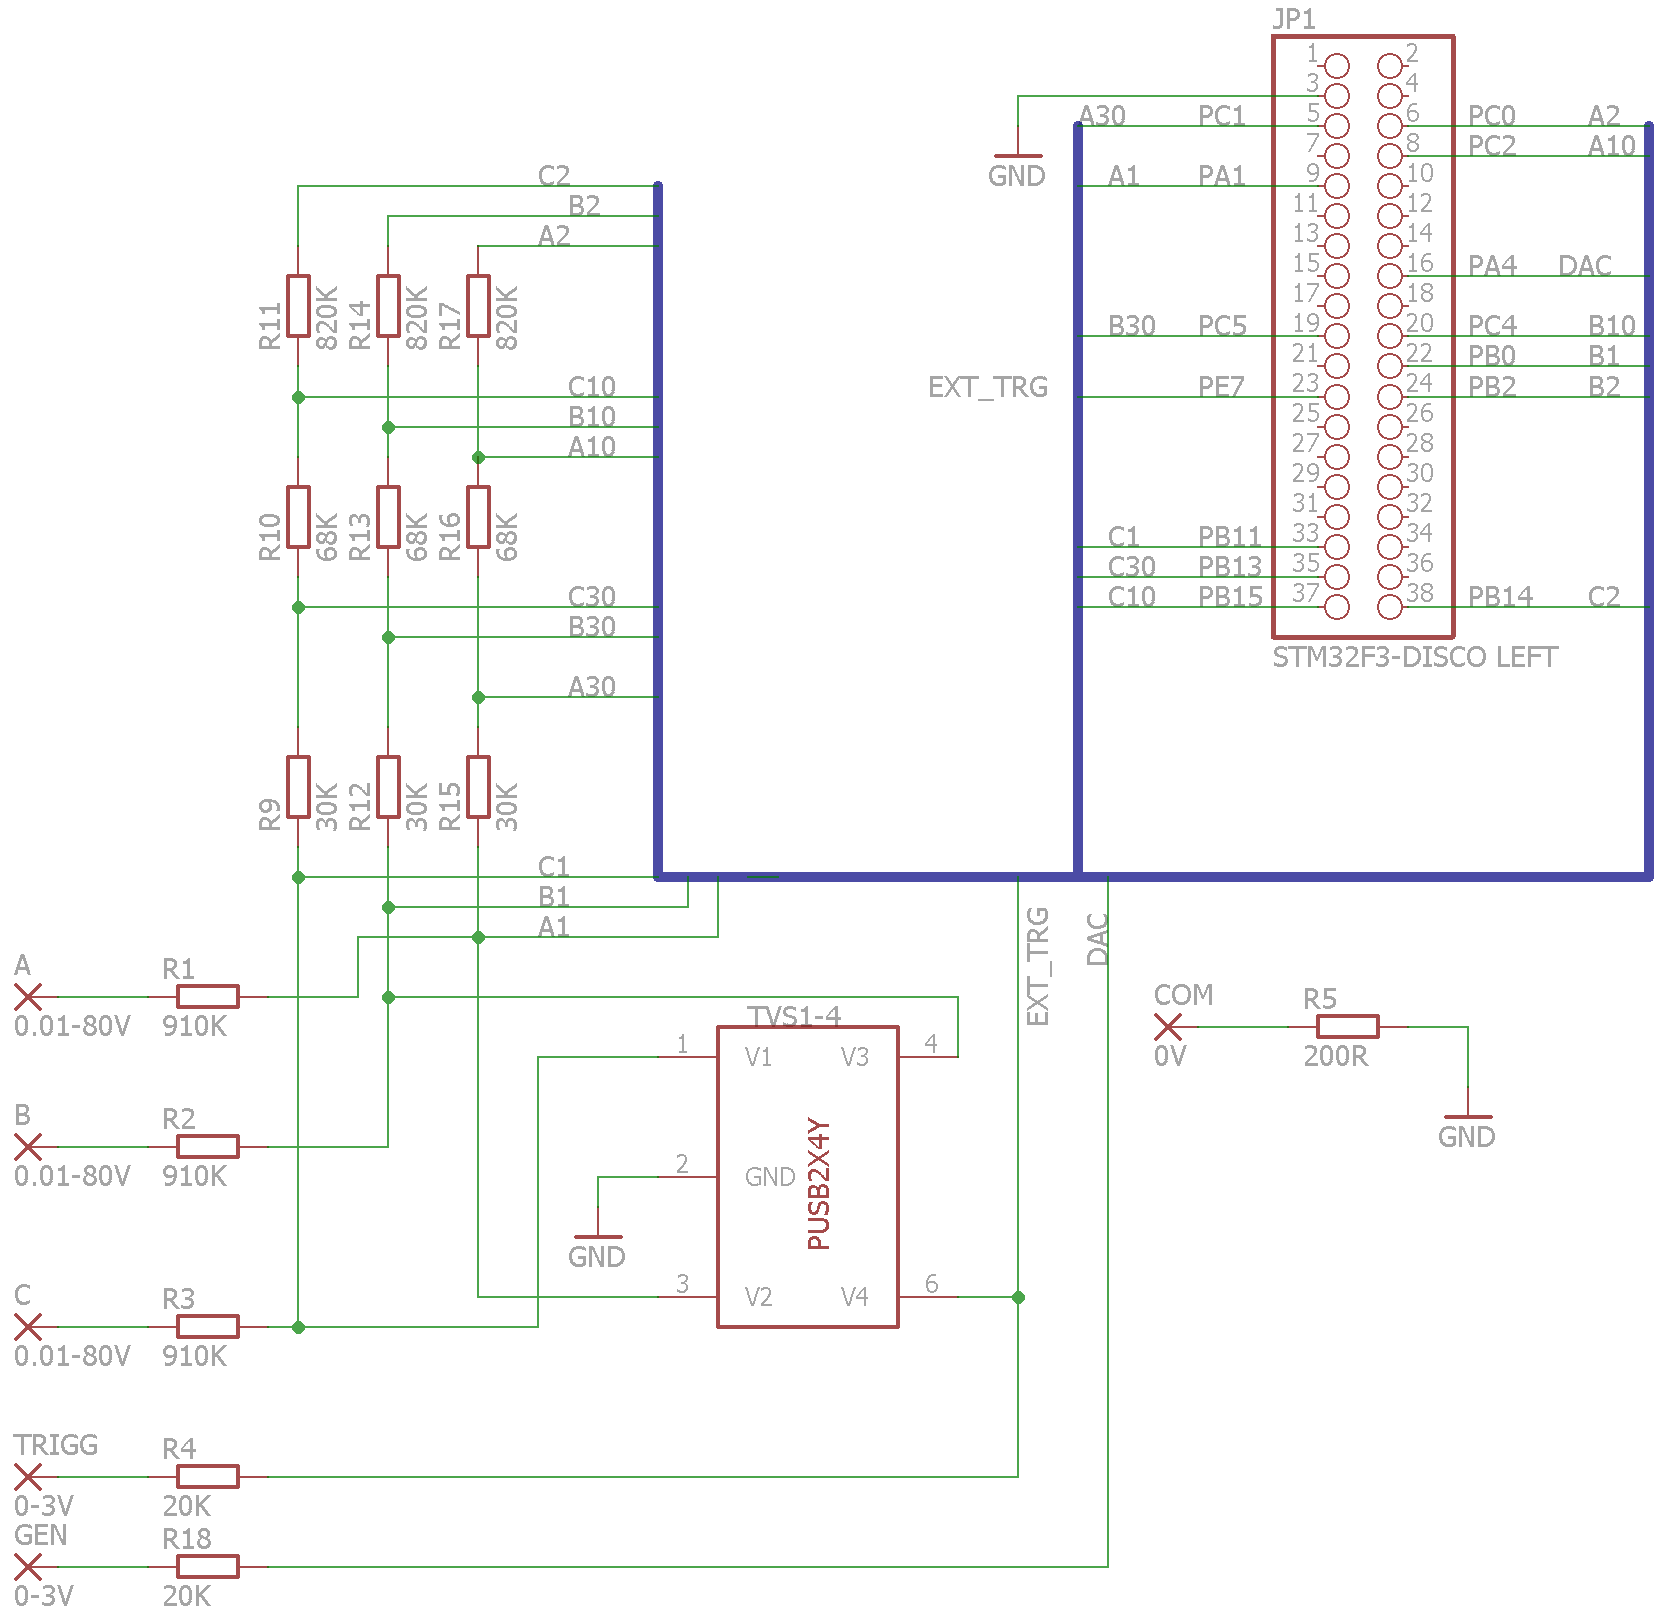 JP1
1 2
3 4
A30 PC1 5 6 PC0 A2
7 8 PC2 A10
GND
A1 PA1 9 10
11 12
13 14
15 16 PA4 DAC
17 18
B30 PC5 19 20 PC4 B10
21 22 PB0 B1
EXT_TRG PE7 23 24 PB2 B2
25 26
27 28
29 30
31 32
C1 PB11 33 34
C30 PB13 35 36
C10 PB15 37 38 PB14 C2
STM32F3-DISCO LEFT
C2
B2
A2
R11 820K R14 820K R17 820K
C10
B10
A10
R10 68K R13 68K R16 68K
C30
B30
A30
R9 30K R12 30K R15 30K
C1
B1
A1
EXT_TRG
DAC
A R1
0.01-80V 910K
B R2
0.01-80V 910K
C R3
0.01-80V 910K
TVS1-4
1 V1 V3 4
2 GND
PUSB2X4Y
3 V2 V4 6
GND
COM R5
0V 200R
GND
TRIGG R4
0-3V 20K
GEN R18
0-3V 20K